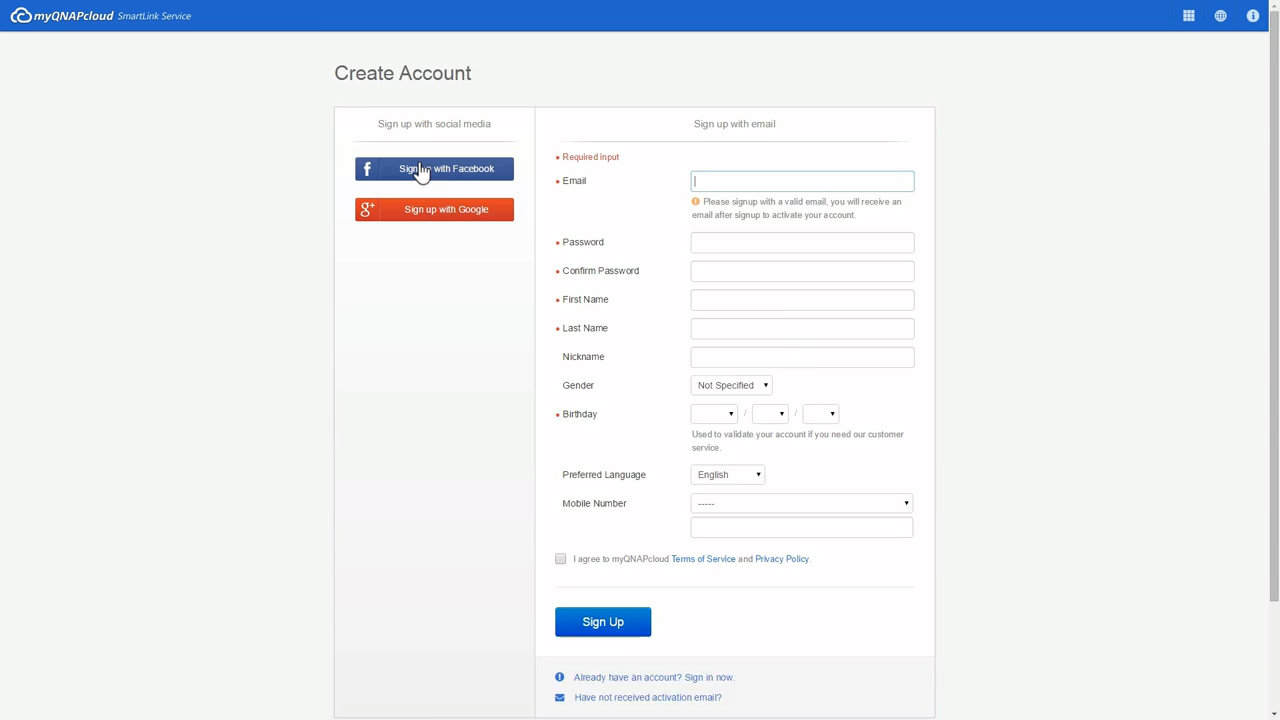 myQNAPcloud SmartLink Service
Create Account
Sign up with social media
Sign up with Facebook
Sign up with Google
Sign up with email
Required input
Email
Please signup with a valid email, you will receive an
email after signup to activate your account.
Password
Confirm Password
First Name
Last Name
Nickname
Gender
Not Specified
Birthday
/ /
Used to validate your account if you need our customer
service.
Preferred Language
English
Mobile Number
-----
I agree to myQNAPcloud Terms of Service and Privacy Policy.
Sign Up
Already have an account? Sign in now.
Have not received activation email?